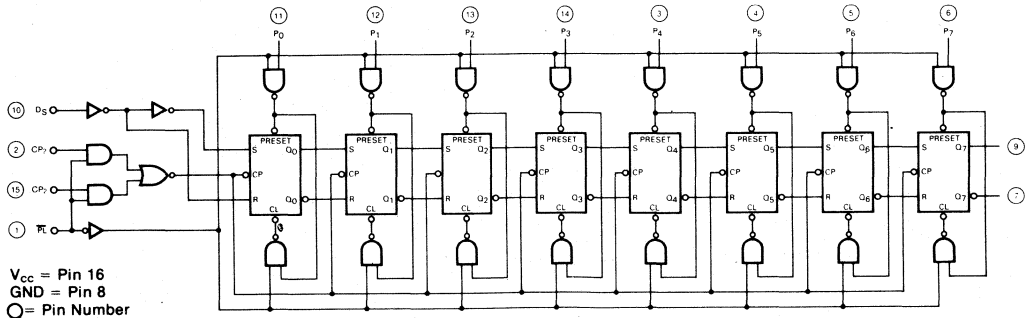 11 12 13 14 3 4 5 6
P0 P1 P2 P3 P4 P5 P6 P7
10 DS
PRESET PRESET PRESET PRESET PRESET PRESET PRESET PRESET
S Q0 S Q1 S Q2 S Q3 S Q4 S Q5 S Q6 S Q7 9
2 CP?
CP CP CP CP CP CP CP CP
15 CP?
R Q0 R Q1 R Q2 R Q3 R Q4 R Q5 R Q6 R Q7 7
CL CL CL CL CL CL CL CL
1 PL
VCC = Pin 16
GND = Pin 8
= Pin Number